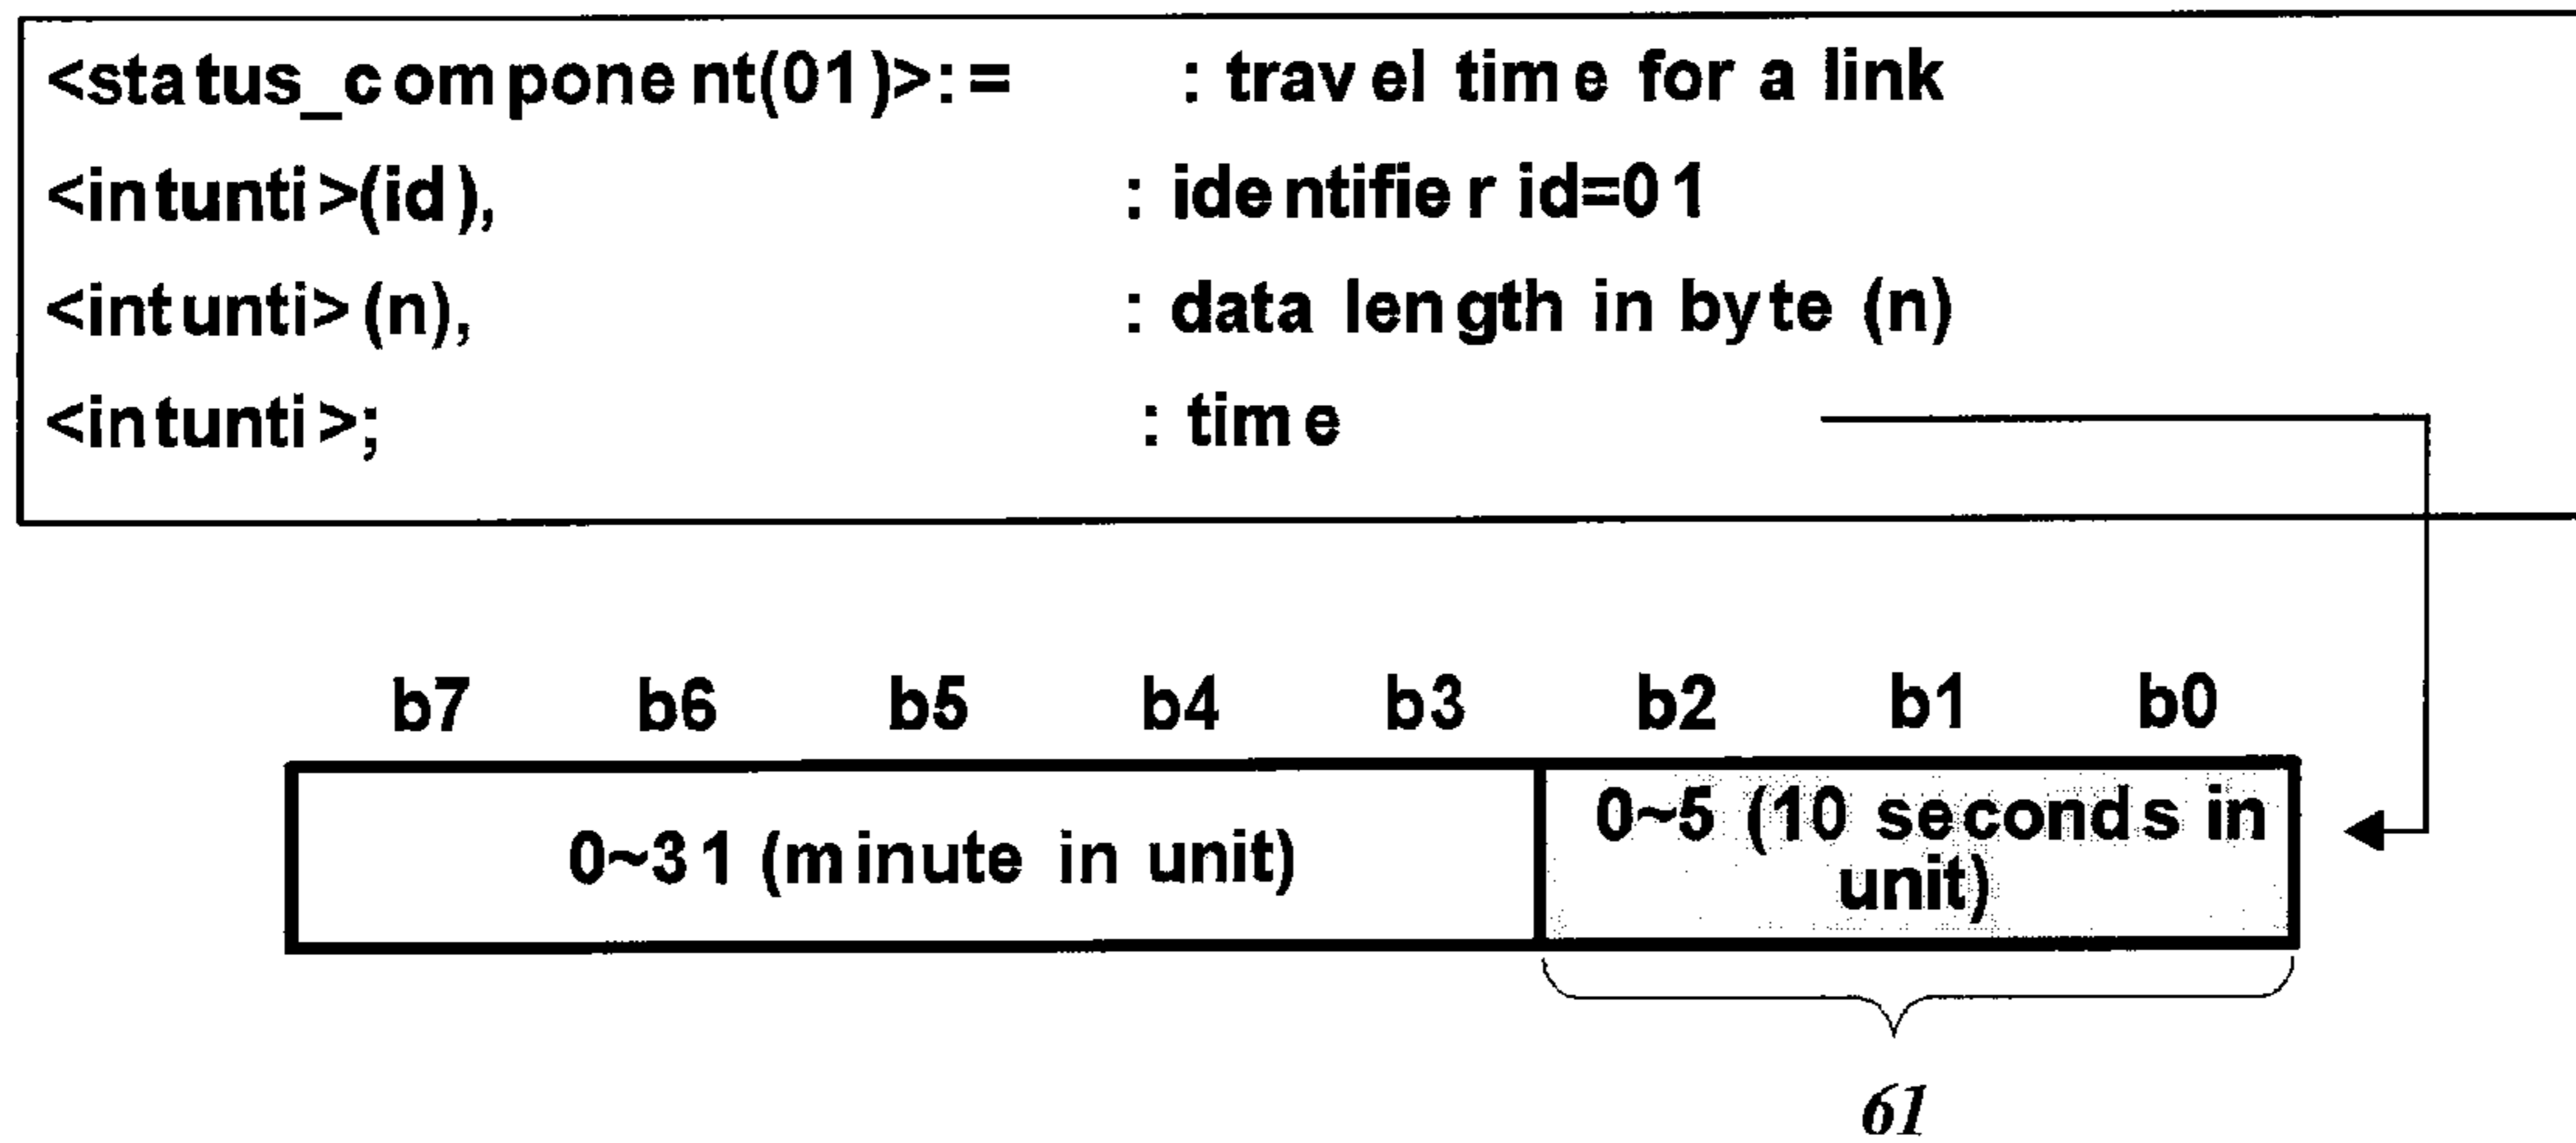 <status_component(01)>:= : travel time for a link
<intunti>(id), : identifier id=01
<intunti>(n), : data length in byte (n)
<intunti>; : time
b7 b6 b5 b4 b3 b2 b1 b0
0~31 (minute in unit)
0~5 (10 seconds in
unit)
61